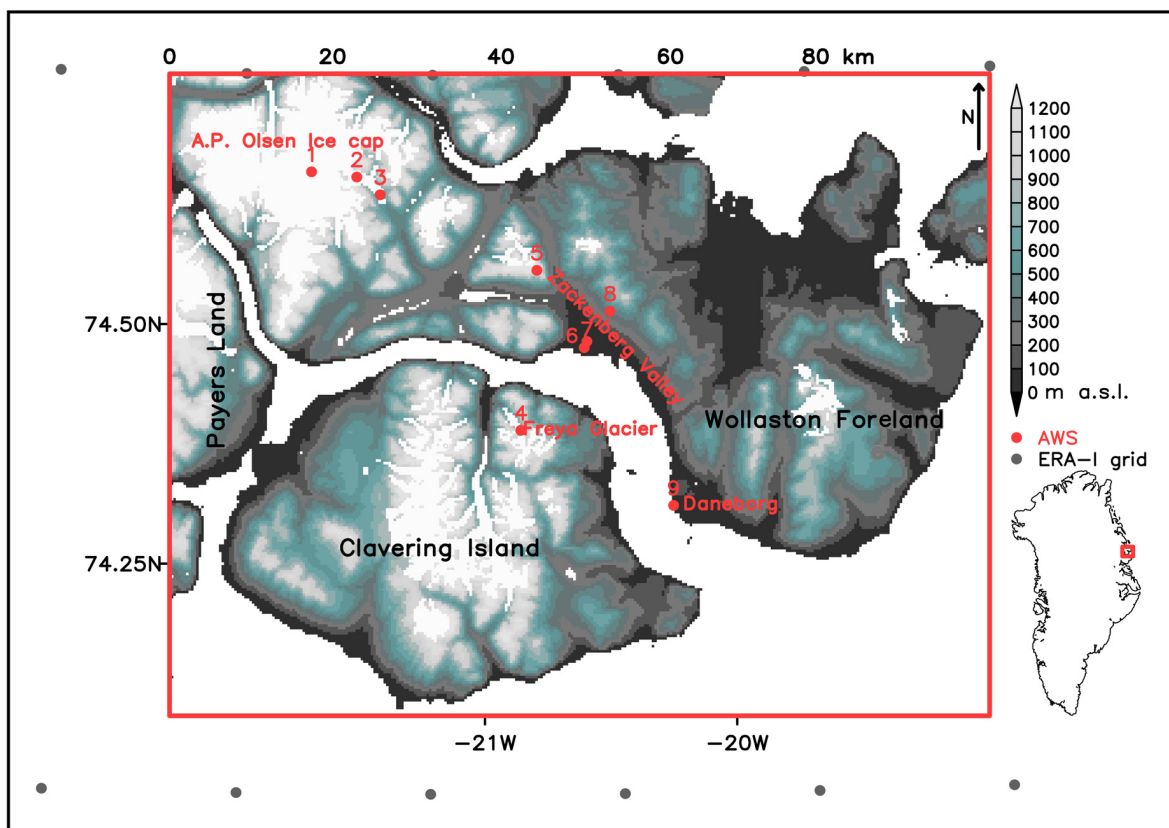 0 20 40 60 80 km
N
A.P. Olsen Ice cap
1 2 3
1200
1100
1000
900
800
700
600
500
400
300
200
100
0 m a.s.l.
AWS
ERA-I grid
5
8
6 7
Zackenberg Valley
74.50N
Payers Land
4
Freya Glacier
Wollaston Foreland
9
Daneborg
Clavering Island
74.25N
-21W -20W